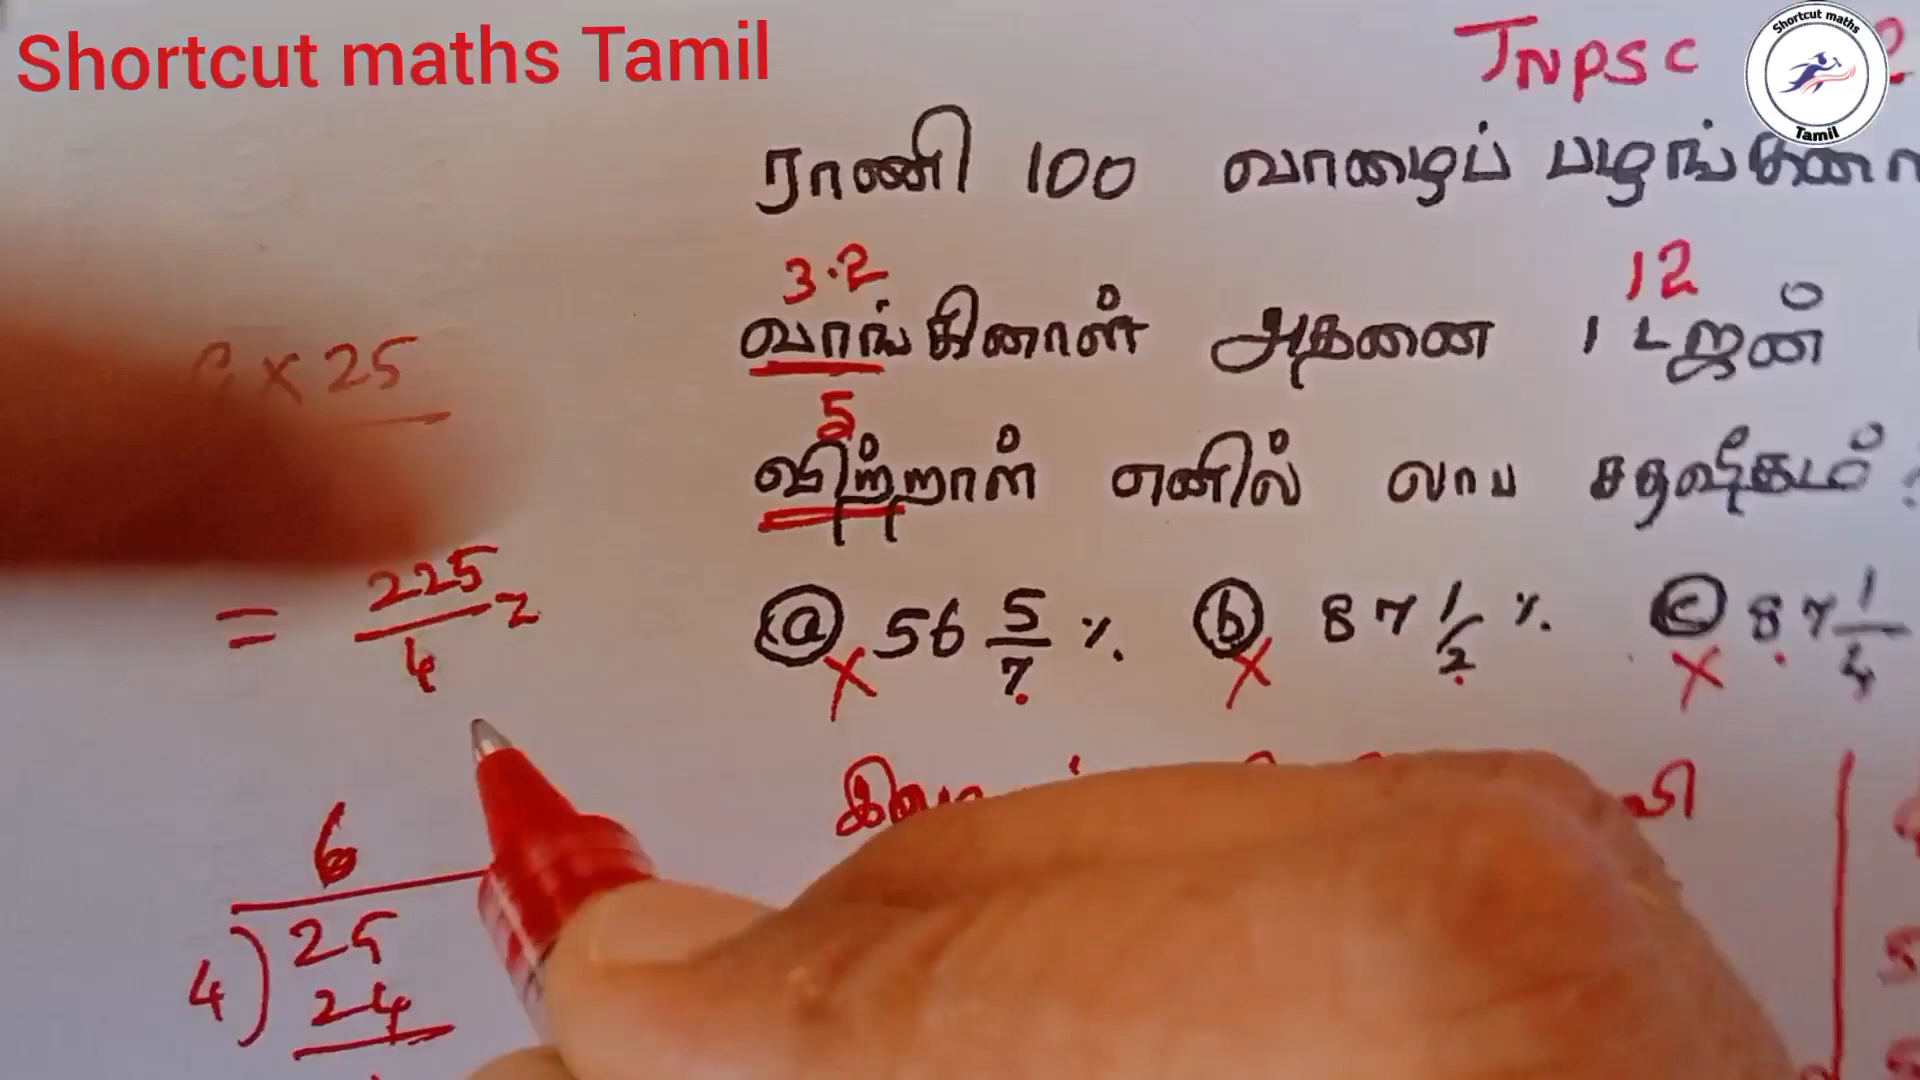 Shortcut maths Tamil
TNPSC
Shortcut maths
Tamil
ராணி 100 வாழைப் பழங்களை
3.2
12
வாங்கினாள் அதனை 1 டஜன்
5
விற்றாள் எனில் லாப சதவீதம் ?
x 25
= 225/4 =
a 56 5/7 % b 87 1/2 % c 87 1/4
X X X
6
4) 25
24